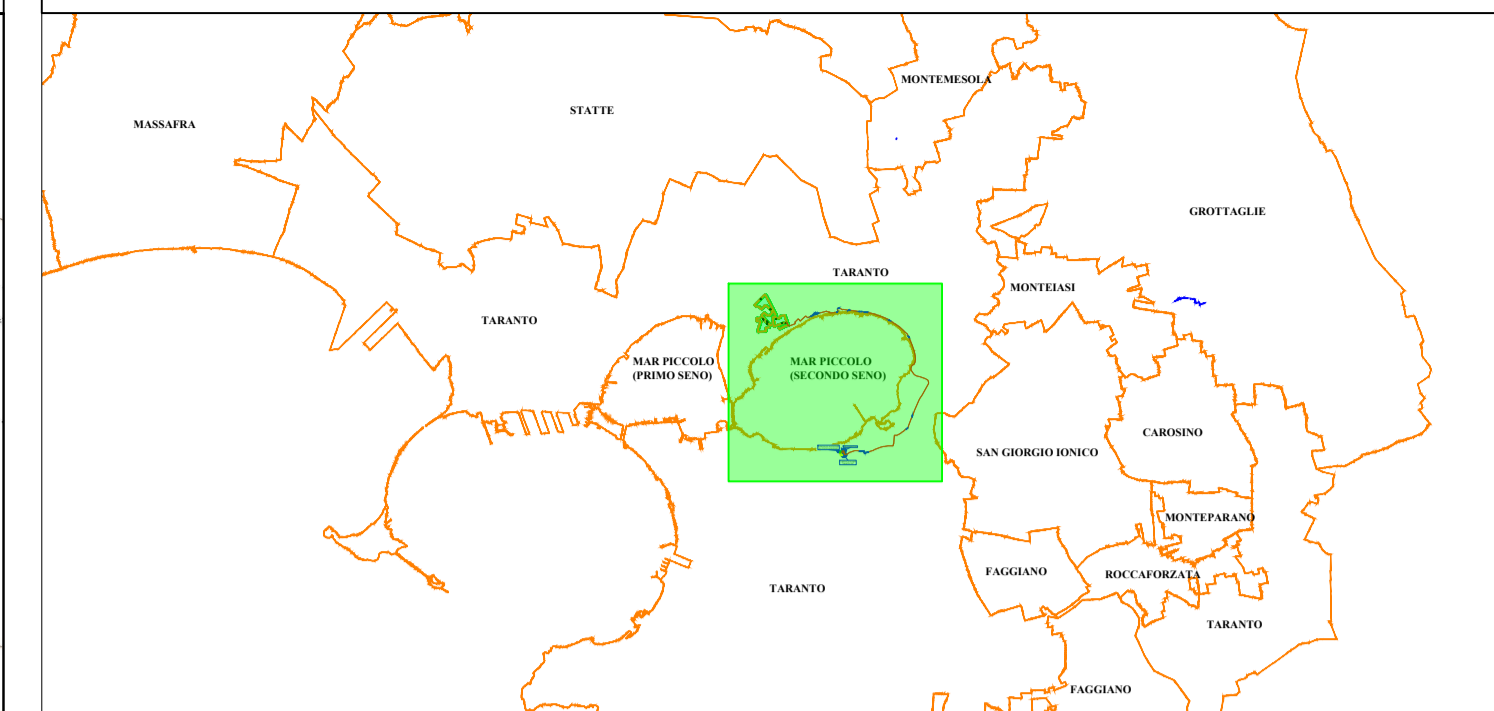 MONTEMESOLA
STATTE
MASSAFRA
GROTTAGLIE
TARANTO
MONTEIASI
TARANTO
MAR PICCOLO
(PRIMO SENO)
MAR PICCOLO
(SECONDO SENO)
CAROSINO
SAN GIORGIO IONICO
MONTEPARANO
FAGGIANO
ROCCAFORZATA
TARANTO
TARANTO
FAGGIANO